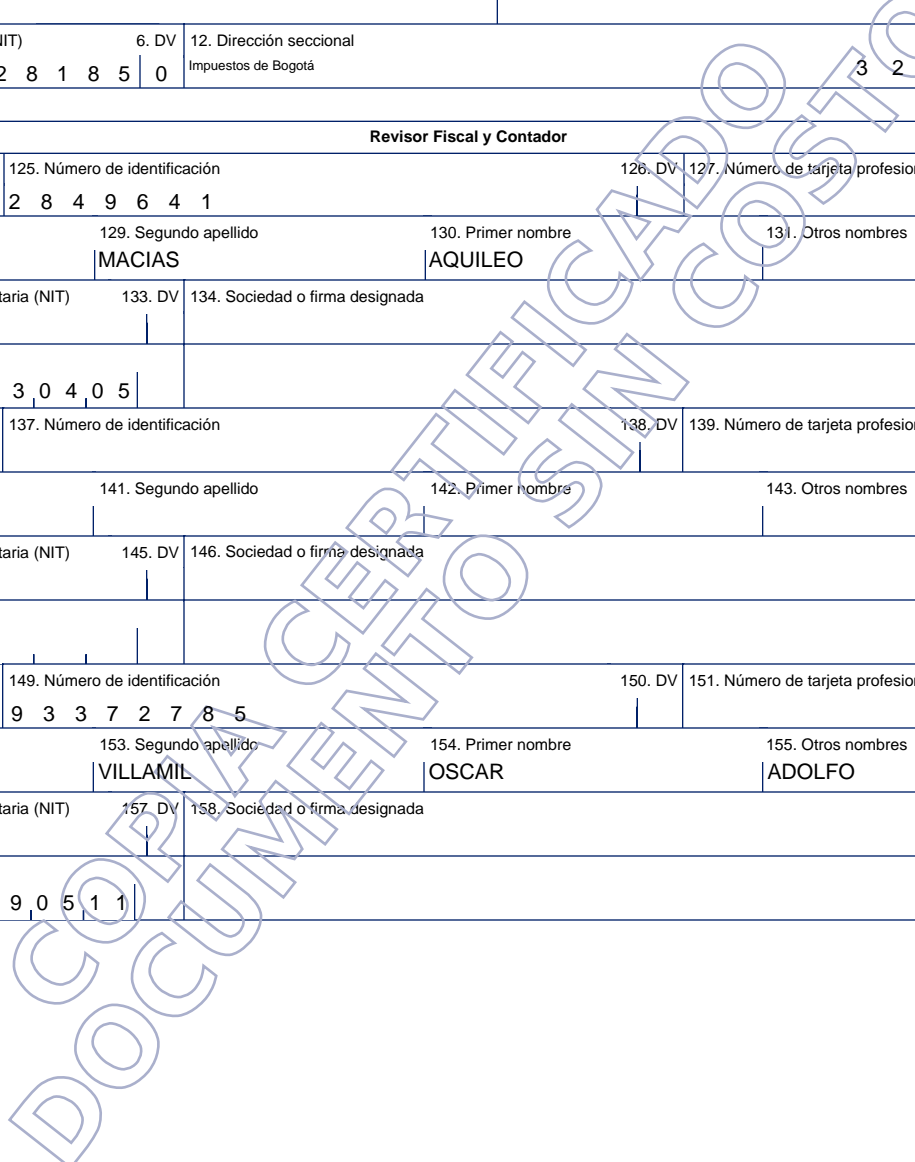 6. DV 12. Dirección seccional
2 8 1 8 5 0 Impuestos de Bogotá 3 2
Revisor Fiscal y Contador
125. Número de identificación 126. DV 127. Número de tarjeta profesion
2 8 4 9 6 4 1
129. Segundo apellido 130. Primer nombre 131. Otros nombres
MACIAS AQUILEO
taria (NIT) 133. DV 134. Sociedad o firma designada
3 0 4 0 5
137. Número de identificación 138. DV 139. Número de tarjeta profesion
141. Segundo apellido 142. Primer nombre 143. Otros nombres
taria (NIT) 145. DV 146. Sociedad o firma designada
149. Número de identificación 150. DV 151. Número de tarjeta profesion
9 3 3 7 2 7 8 5
153. Segundo apellido 154. Primer nombre 155. Otros nombres
VILLAMIL OSCAR ADOLFO
taria (NIT) 157. DV 158. Sociedad o firma designada
9 0 5 1 1
COPIA CERTIFICADO
DOCUMENTO SIN COSTO